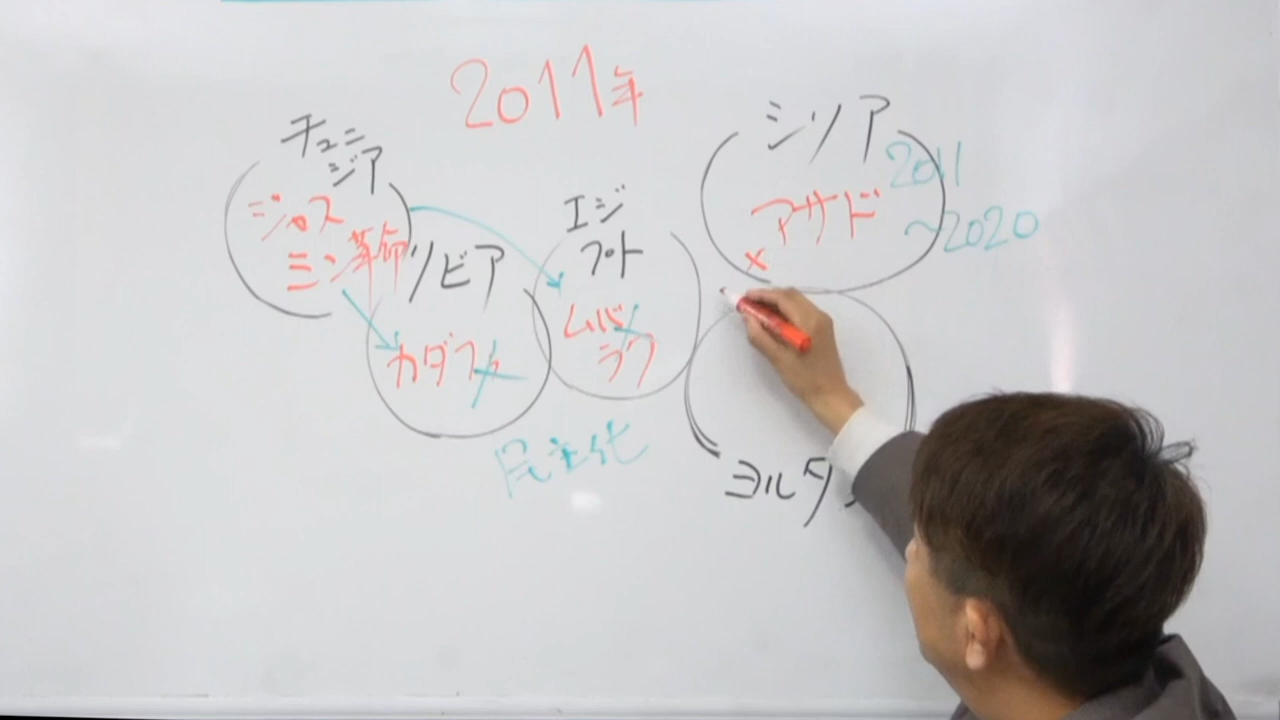 2011年
チュニ
ジア
ジャス
ミン革命
リビア
カダフィ
エジ
プト
ムバ
ラク
民主化
シリア
アサド
×
2011
~2020
ヨルダ